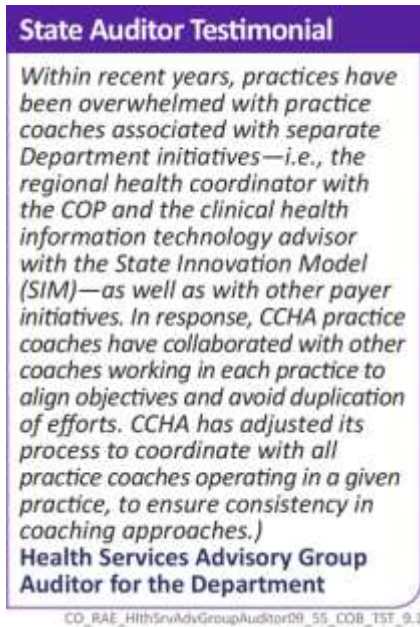 State Auditor Testimonial
Within recent years, practices have
been overwhelmed with practice
coaches associated with separate
Department initiatives—i.e., the
regional health coordinator with
the COP and the clinical health
information technology advisor
with the State Innovation Model
(SIM)—as well as with other payer
initiatives. In response, CCHA practice
coaches have collaborated with other
coaches working in each practice to
align objectives and avoid duplication
of efforts. CCHA has adjusted its
process to coordinate with all
practice coaches operating in a given
practice, to ensure consistency in
coaching approaches.)
Health Services Advisory Group
Auditor for the Department
CO_RAE_HlthSrvAdvGroupAuditor09_55_COB_TST_9.